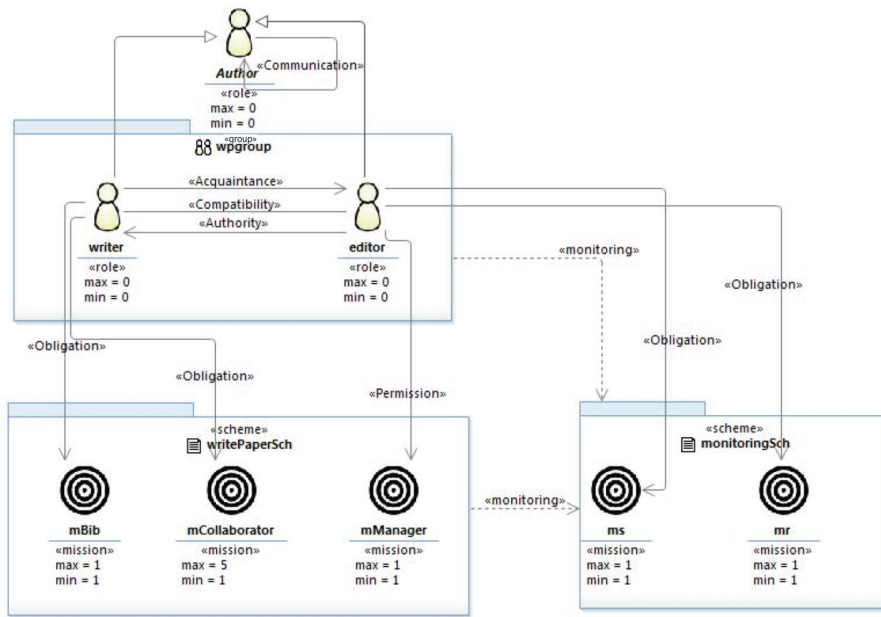 «Communication»
Author
«role»
max = 0
min = 0
«group»
wpgroup
«Acquaintance»
«Compatibility»
«Authority»
writer
«role»
max = 0
min = 0
editor
«role»
max = 0
min = 0
«monitoring»
«Obligation»
«Obligation»
«Obligation»
«Obligation»
«Permission»
«scheme»
writePaperSch
«scheme»
monitoringSch
«monitoring»
mBib
«mission»
max = 1
min = 1
mCollaborator
«mission»
max = 5
min = 1
mManager
«mission»
max = 1
min = 1
ms
«mission»
max = 1
min = 1
mr
«mission»
max = 1
min = 1